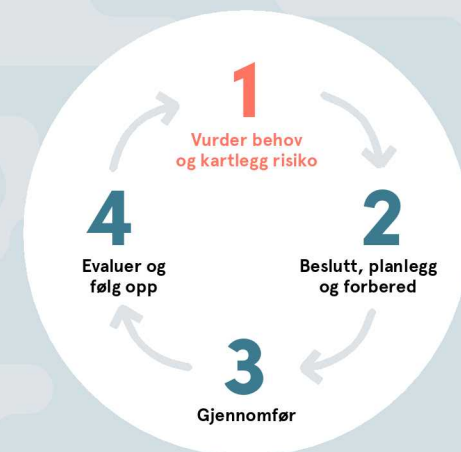 1
Vurder behov
og kartlegg risiko
2
Beslutt, planlegg
og forbered
3
Gjennomfør
4
Evaluer og
følg opp